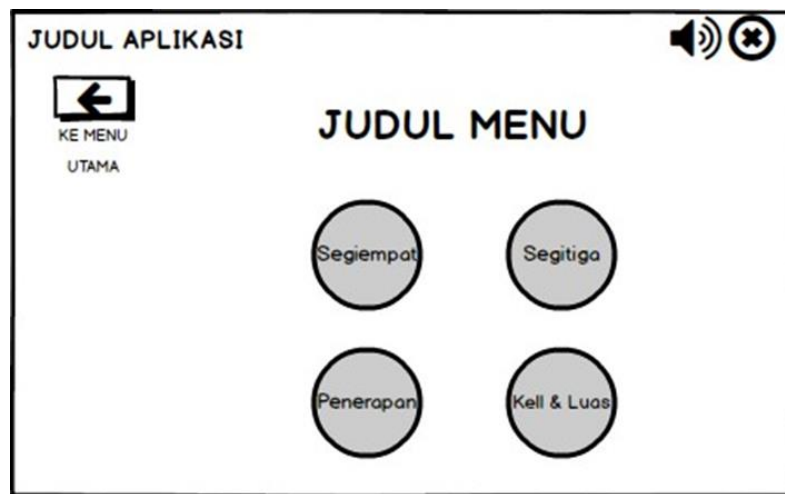 JUDUL APLIKASI
KE MENU
UTAMA
JUDUL MENU
Segiempat
Segitiga
Penerapan
Kell & Luas